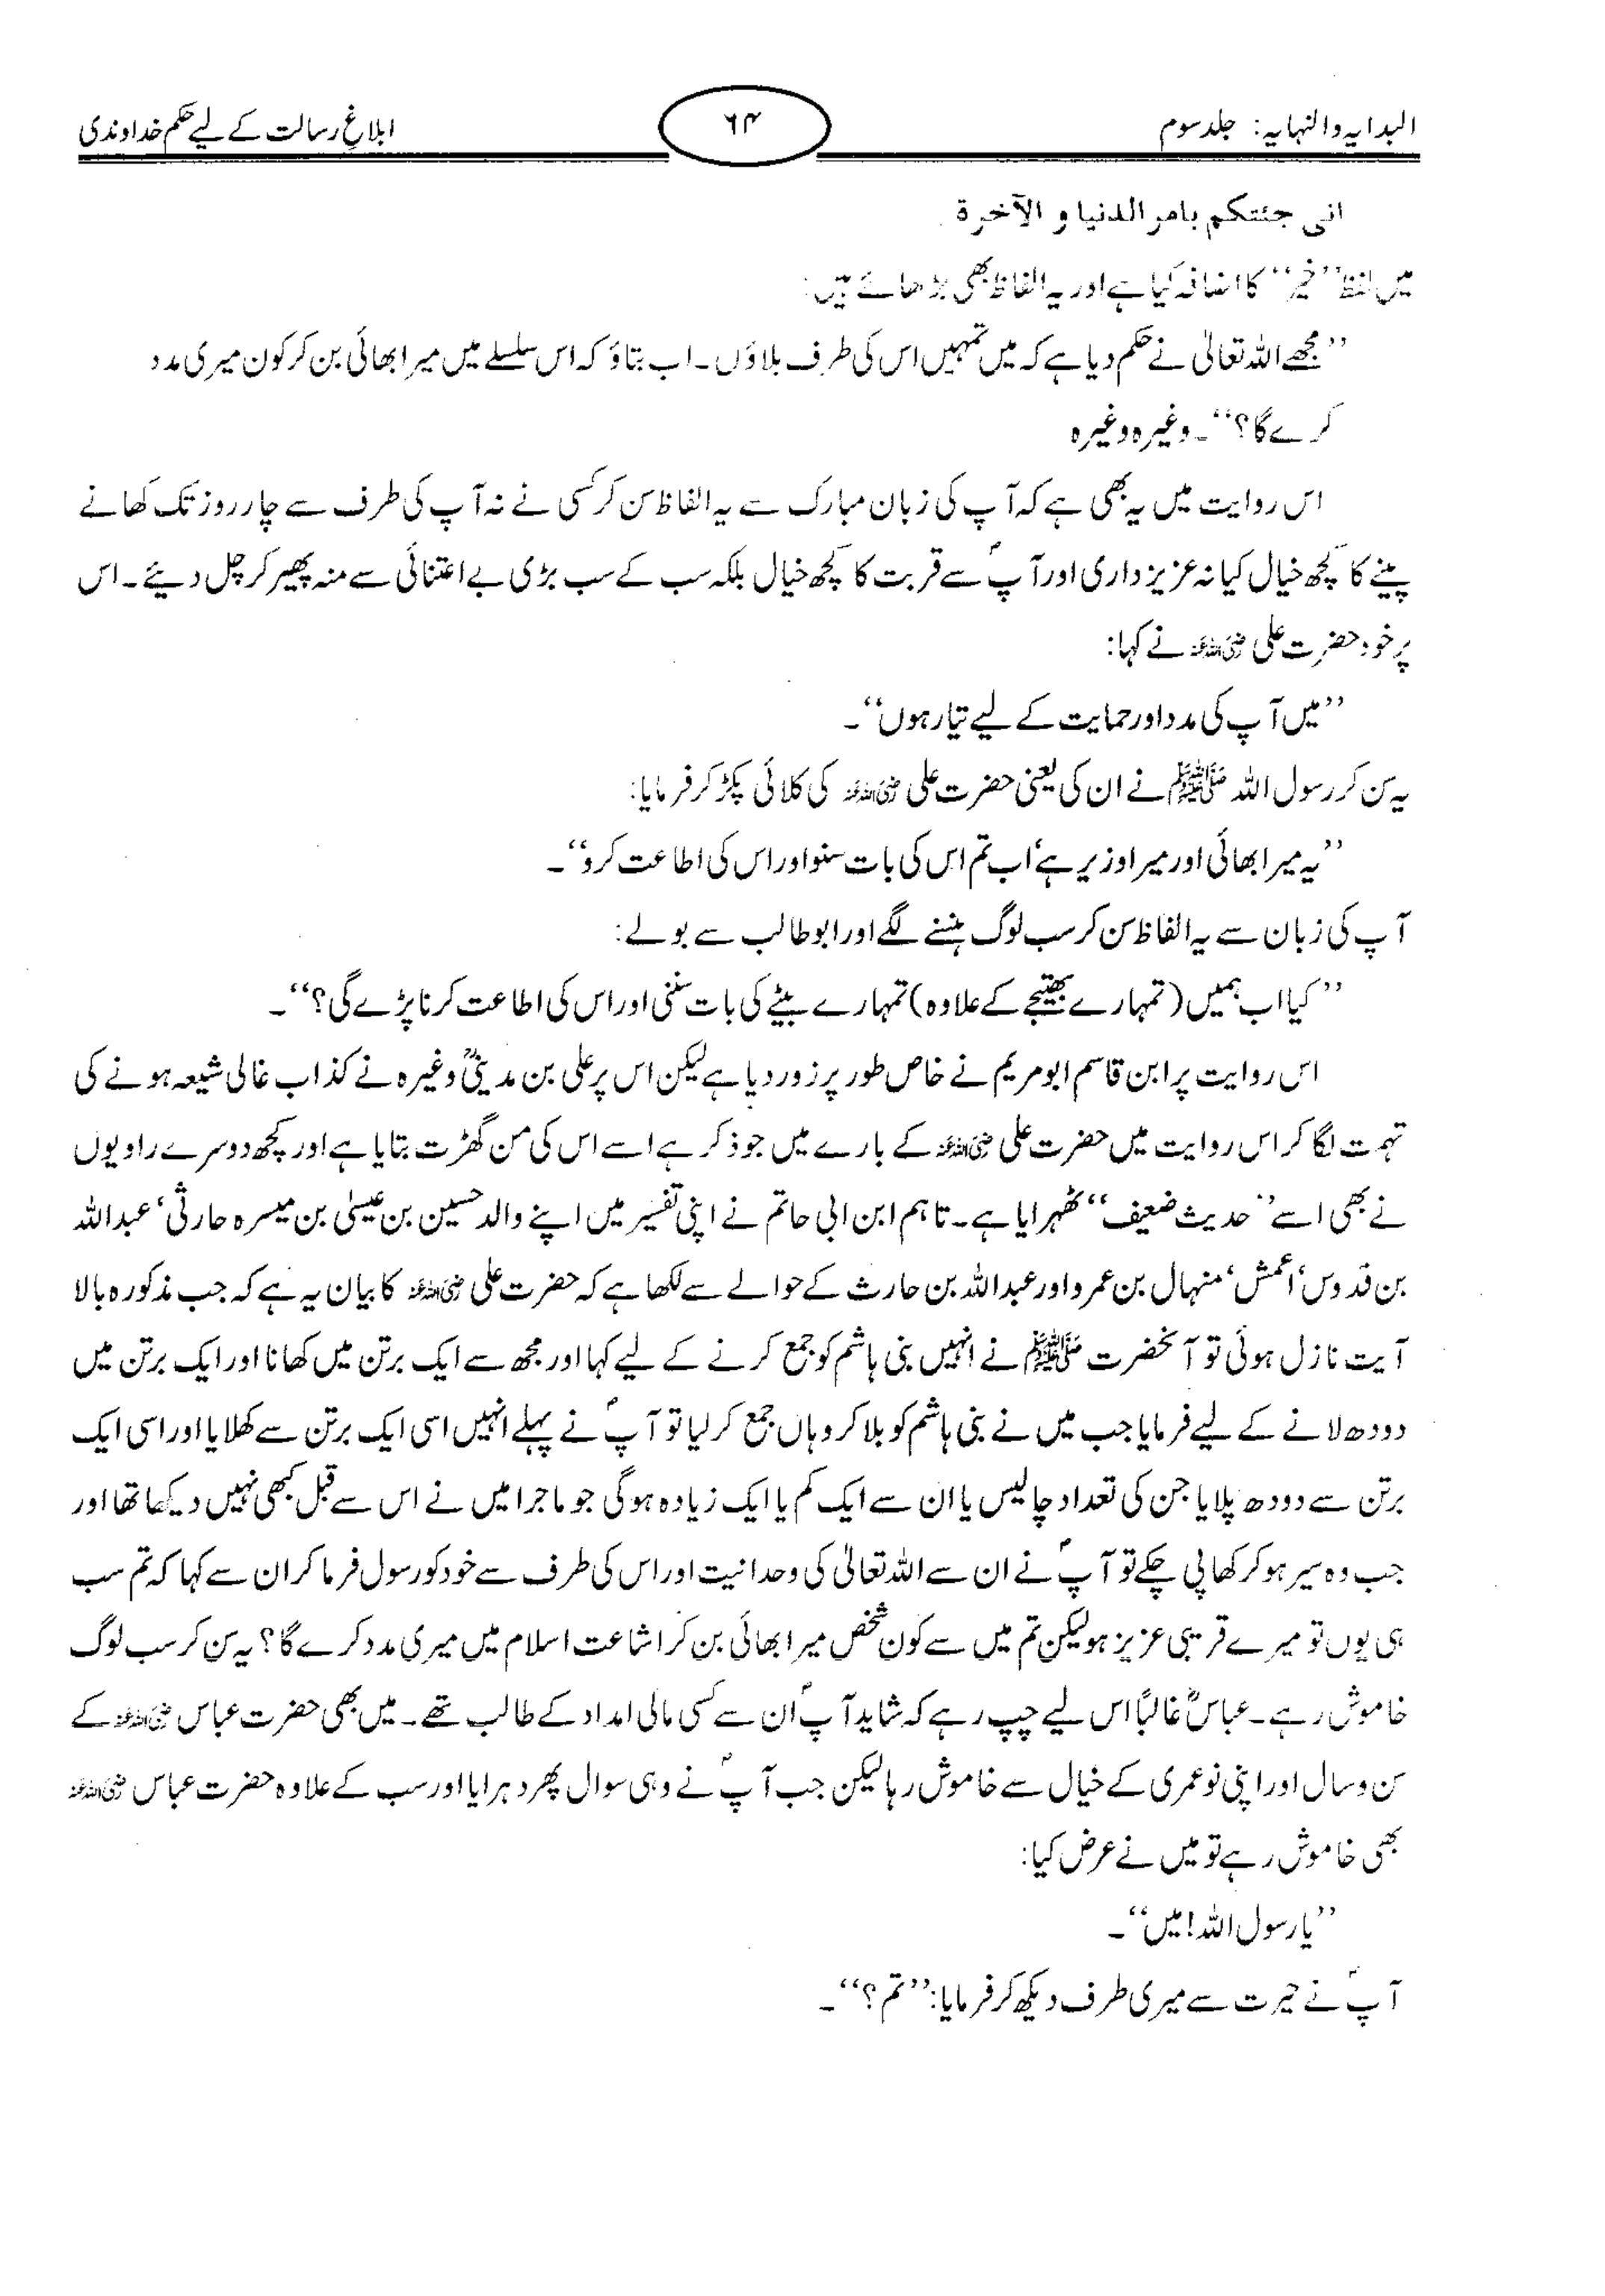 البدایہ والنہایہ: جلد سوم
۶۴
ابلاغِ رسالت کے لیے حکم خداوندی
انی جئتکم بامر الدنیا و الآخرۃ
میں لفظ ’’خیر‘‘ کا اضافہ کیا ہے اور یہ الفاظ بھی بڑھائے ہیں:
’’مجھے اللہ تعالیٰ نے حکم دیا ہے کہ میں تمہیں اس کی طرف بلاؤں۔ اب بتاؤ کہ اس سلسلے میں میرا بھائی بن کر کون میری مدد
کرے گا؟‘‘۔ وغیرہ وغیرہ
اس روایت میں یہ بھی ہے کہ آپ کی زبان مبارک سے یہ الفاظ سن کر کسی نے نہ آپ کی طرف سے چار روز تک کھانے
پینے کا کچھ خیال کیا نہ عزیز داری اور آپؐ سے قربت کا کچھ خیال بلکہ سب کے سب بڑی بے اعتنائی سے منہ پھیر کر چل دیئے۔ اس
پر خود حضرت علی رضی اللہ عنہ نے کہا:
’’میں آپ کی مدد اور حمایت کے لیے تیار ہوں‘‘۔
یہ سن کر رسول اللہ ﷺ نے ان کی یعنی حضرت علی رضی اللہ عنہ کی کلائی پکڑ کر فرمایا:
’’یہ میرا بھائی اور میرا وزیر ہے‘ اب تم اس کی بات سنو اور اس کی اطاعت کرو‘‘۔
آپ کی زبان سے یہ الفاظ سن کر سب لوگ ہنسنے لگے اور ابو طالب سے بولے:
’’کیا اب ہمیں (تمہارے بھتیجے کے علاوہ) تمہارے بیٹے کی بات سننی اور اس کی اطاعت کرنا پڑے گی؟‘‘۔
اس روایت پر ابن قاسم ابو مریم نے خاص طور پر زور دیا ہے لیکن اس پر علی بن مدینیؒ وغیرہ نے کذاب غالی شیعہ ہونے کی
تہمت لگا کر اس روایت میں حضرت علی رضی اللہ عنہ کے بارے میں جو ذکر ہے اسے اس کی من گھڑت بتایا ہے اور کچھ دوسرے راویوں
نے بھی اسے ’’حدیث ضعیف‘‘ ٹھہرایا ہے۔ تاہم ابن ابی حاتم نے اپنی تفسیر میں اپنے والد حسین بن عیسیٰ بن میسرہ حارثی‘ عبداللہ
بن قدوس‘ اعمش‘ منہال بن عمرو اور عبداللہ بن حارث کے حوالے سے لکھا ہے کہ حضرت علی رضی اللہ عنہ کا بیان یہ ہے کہ جب مذکورہ بالا
آیت نازل ہوئی تو آنحضرت ﷺ نے انہیں بنی ہاشم کو جمع کرنے کے لیے کہا اور مجھ سے ایک برتن میں کھانا اور ایک برتن میں
دودھ لانے کے لیے فرمایا جب میں نے بنی ہاشم کو بلا کر وہاں جمع کر لیا تو آپؐ نے پہلے انہیں اسی ایک برتن سے کھلایا اور اسی ایک
برتن سے دودھ پلایا جن کی تعداد چالیس یا ان سے ایک کم یا ایک زیادہ ہوگی جو ماجرا میں نے اس سے قبل کبھی نہیں دیکھا تھا اور
جب وہ سیر ہو کر کھا پی چکے تو آپؐ نے ان سے اللہ تعالیٰ کی وحدانیت اور اس کی طرف سے خود کو رسول فرما کر ان سے کہا کہ تم سب
ہی یوں تو میرے قریبی عزیز ہو لیکن تم میں سے کون شخص میرا بھائی بن کر اشاعت اسلام میں میری مدد کرے گا؟ یہ سن کر سب لوگ
خاموش رہے۔ عباسؓ غالباً اس لیے چپ رہے کہ شاید آپؐ ان سے کسی مالی امداد کے طالب تھے۔ میں بھی حضرت عباس رضی اللہ عنہ کے
سن و سال اور اپنی نو عمری کے خیال سے خاموش رہا لیکن جب آپؐ نے وہی سوال پھر دہرایا اور سب کے علاوہ حضرت عباس رضی اللہ عنہ
بھی خاموش رہے تو میں نے عرض کیا:
’’یا رسول اللہ! میں‘‘۔
آپؐ نے حیرت سے میری طرف دیکھ کر فرمایا: ’’تم؟‘‘۔